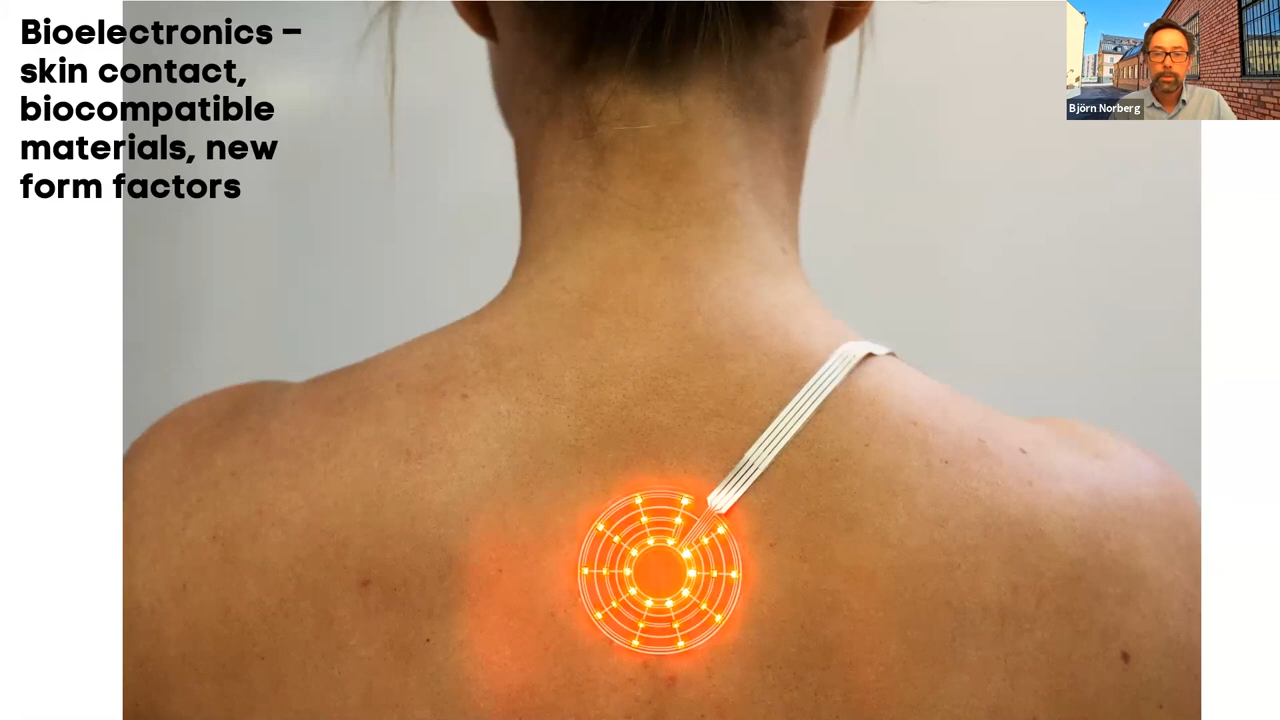 Bioelectronics –
skin contact,
biocompatible
materials, new
form factors
Björn Norberg